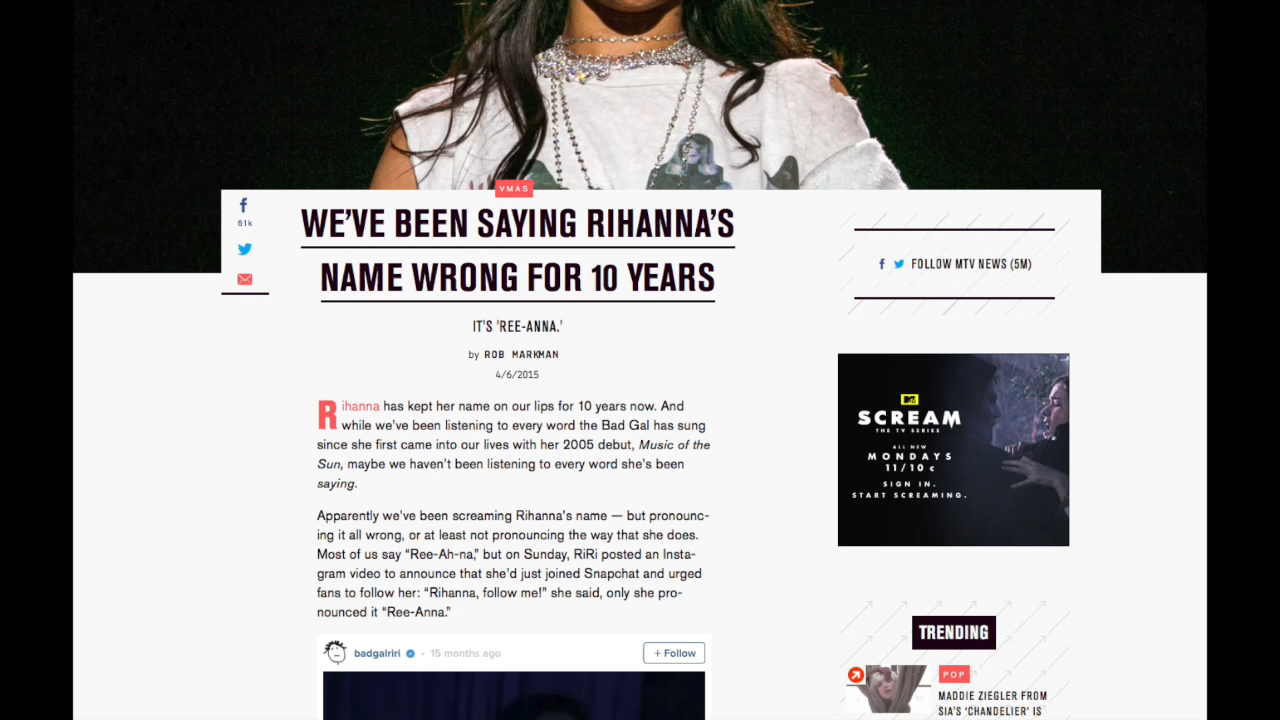 VMAS
61k
WE'VE BEEN SAYING RIHANNA'S
NAME WRONG FOR 10 YEARS
IT'S 'REE-ANNA.'
by ROB MARKMAN
4/6/2015
Rihanna has kept her name on our lips for 10 years now. And
while we've been listening to every word the Bad Gal has sung
since she first came into our lives with her 2005 debut, Music of the
Sun, maybe we haven't been listening to every word she's been
saying.
Apparently we've been screaming Rihanna's name — but pronounc-
ing it all wrong, or at least not pronouncing the way that she does.
Most of us say “Ree-Ah-na,” but on Sunday, RiRi posted an Insta-
gram video to announce that she'd just joined Snapchat and urged
fans to follow her: “Rihanna, follow me!” she said, only she pro-
nounced it “Ree-Anna.”
badgalriri • 15 months ago
+ Follow
FOLLOW MTV NEWS (5M)
MTV
SCREAM
THE TV SERIES
ALL NEW
MONDAYS
11/10 c
SIGN IN.
START SCREAMING.
TRENDING
POP
MADDIE ZIEGLER FROM
SIA'S 'CHANDELIER' IS